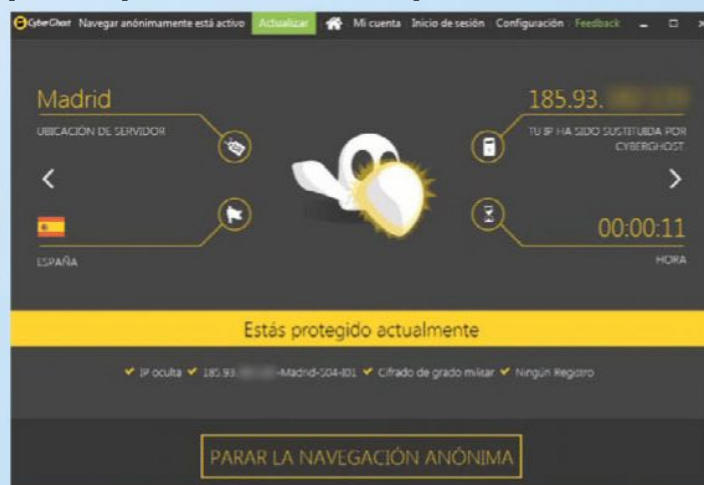 CyberGhost Navegar anónimamente está activo Actualizar Mi cuenta Inicio de sesión Configuración Feedback
Madrid
UBICACIÓN DE SERVIDOR
185.93.
TU IP HA SIDO SUSTITUIDA POR
CYBERGHOST.
ESPAÑA
00:00:11
HORA
Estás protegido actualmente
IP oculta 185.93. -Madrid-S04-I01 Cifrado de grado militar Ningún Registro
PARAR LA NAVEGACIÓN ANÓNIMA